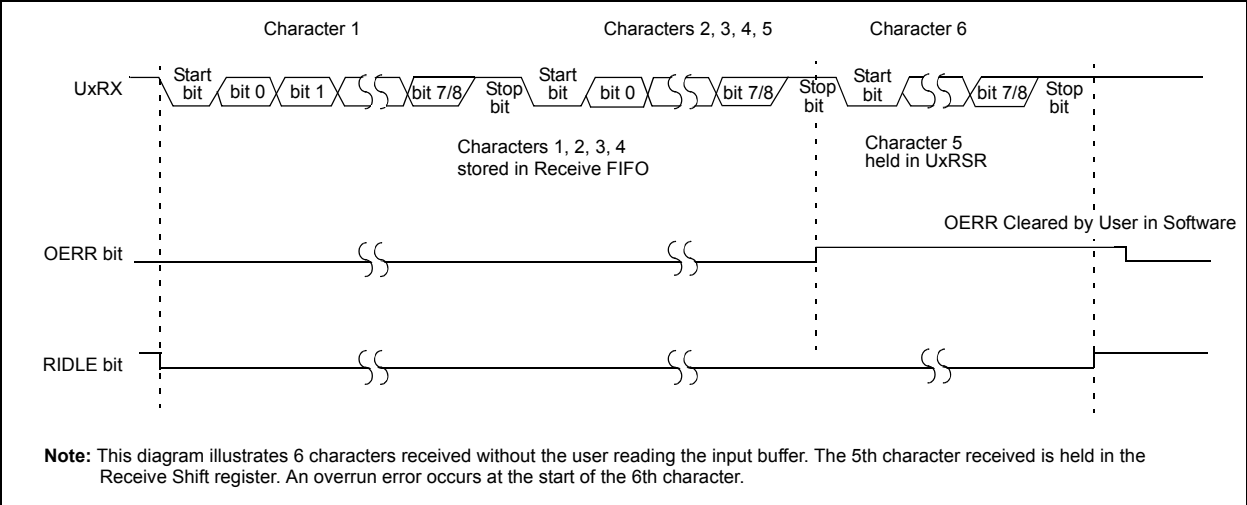 Character 1
Characters 2, 3, 4, 5
Character 6
UxRX
Start
bit
bit 0
bit 1
bit 7/8
Stop
bit
Start
bit
bit 0
bit 7/8
Stop
bit
Start
bit
bit 7/8
Stop
bit
Characters 1, 2, 3, 4
stored in Receive FIFO
Character 5
held in UxRSR
OERR Cleared by User in Software
OERR bit
RIDLE bit
Note: This diagram illustrates 6 characters received without the user reading the input buffer. The 5th character received is held in the
Receive Shift register. An overrun error occurs at the start of the 6th character.